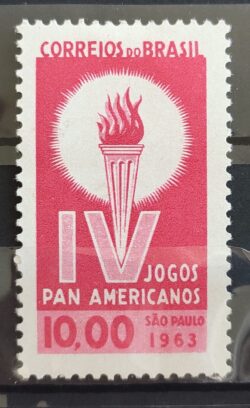 CORREIOS DO BRASIL
IV JOGOS
PAN AMERICANOS
10,00 SÃO PAULO
1963